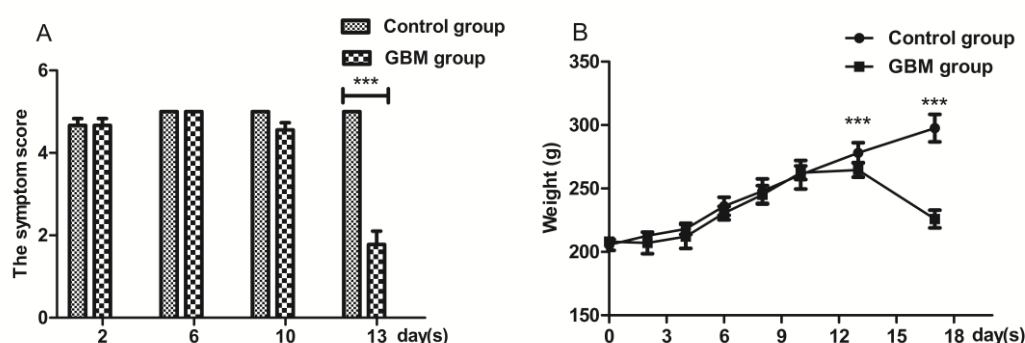 A
Control group
GBM group
***
The symptom score
6
4
2
0
2 6 10 13 day(s)
B
Control group
GBM group
***
***
Weight (g)
350
300
250
200
150
0 3 6 9 12 15 18 day(s)